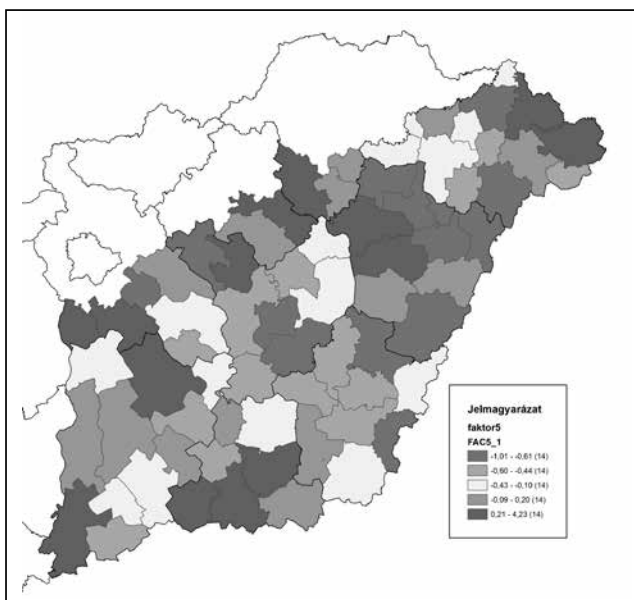 Jelmagyarázat
faktor5
FAC5_1
-1,01 - -0,61 (14)
-0,60 - -0,44 (14)
-0,43 - -0,10 (14)
-0,09 - 0,20 (14)
0,21 - 4,23 (14)